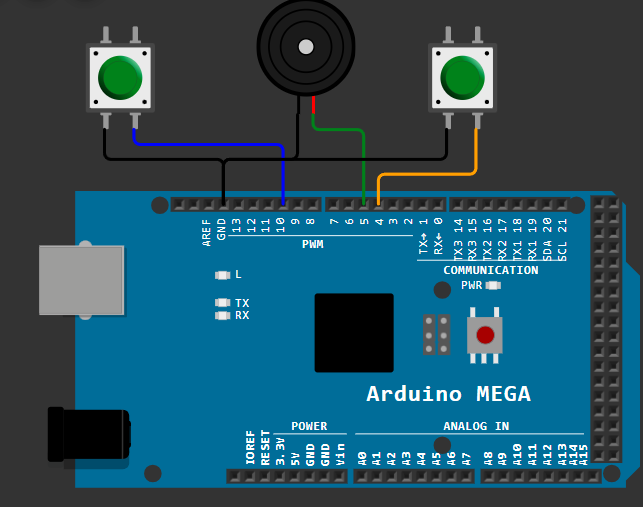 AREF
GND
13
12
11
10
9
8
7
6
5
4
3
2
TX→ 1
RX← 0
TX3 14
RX3 15
TX2 16
RX2 17
TX1 18
RX1 19
SDA 20
SCL 21
PWM
COMMUNICATION
L
PWR
TX
RX
Arduino MEGA
POWER
ANALOG IN
IOREF
RESET
3.3V
5V
GND
GND
Vin
A0
A1
A2
A3
A4
A5
A6
A7
A8
A9
A10
A11
A12
A13
A14
A15